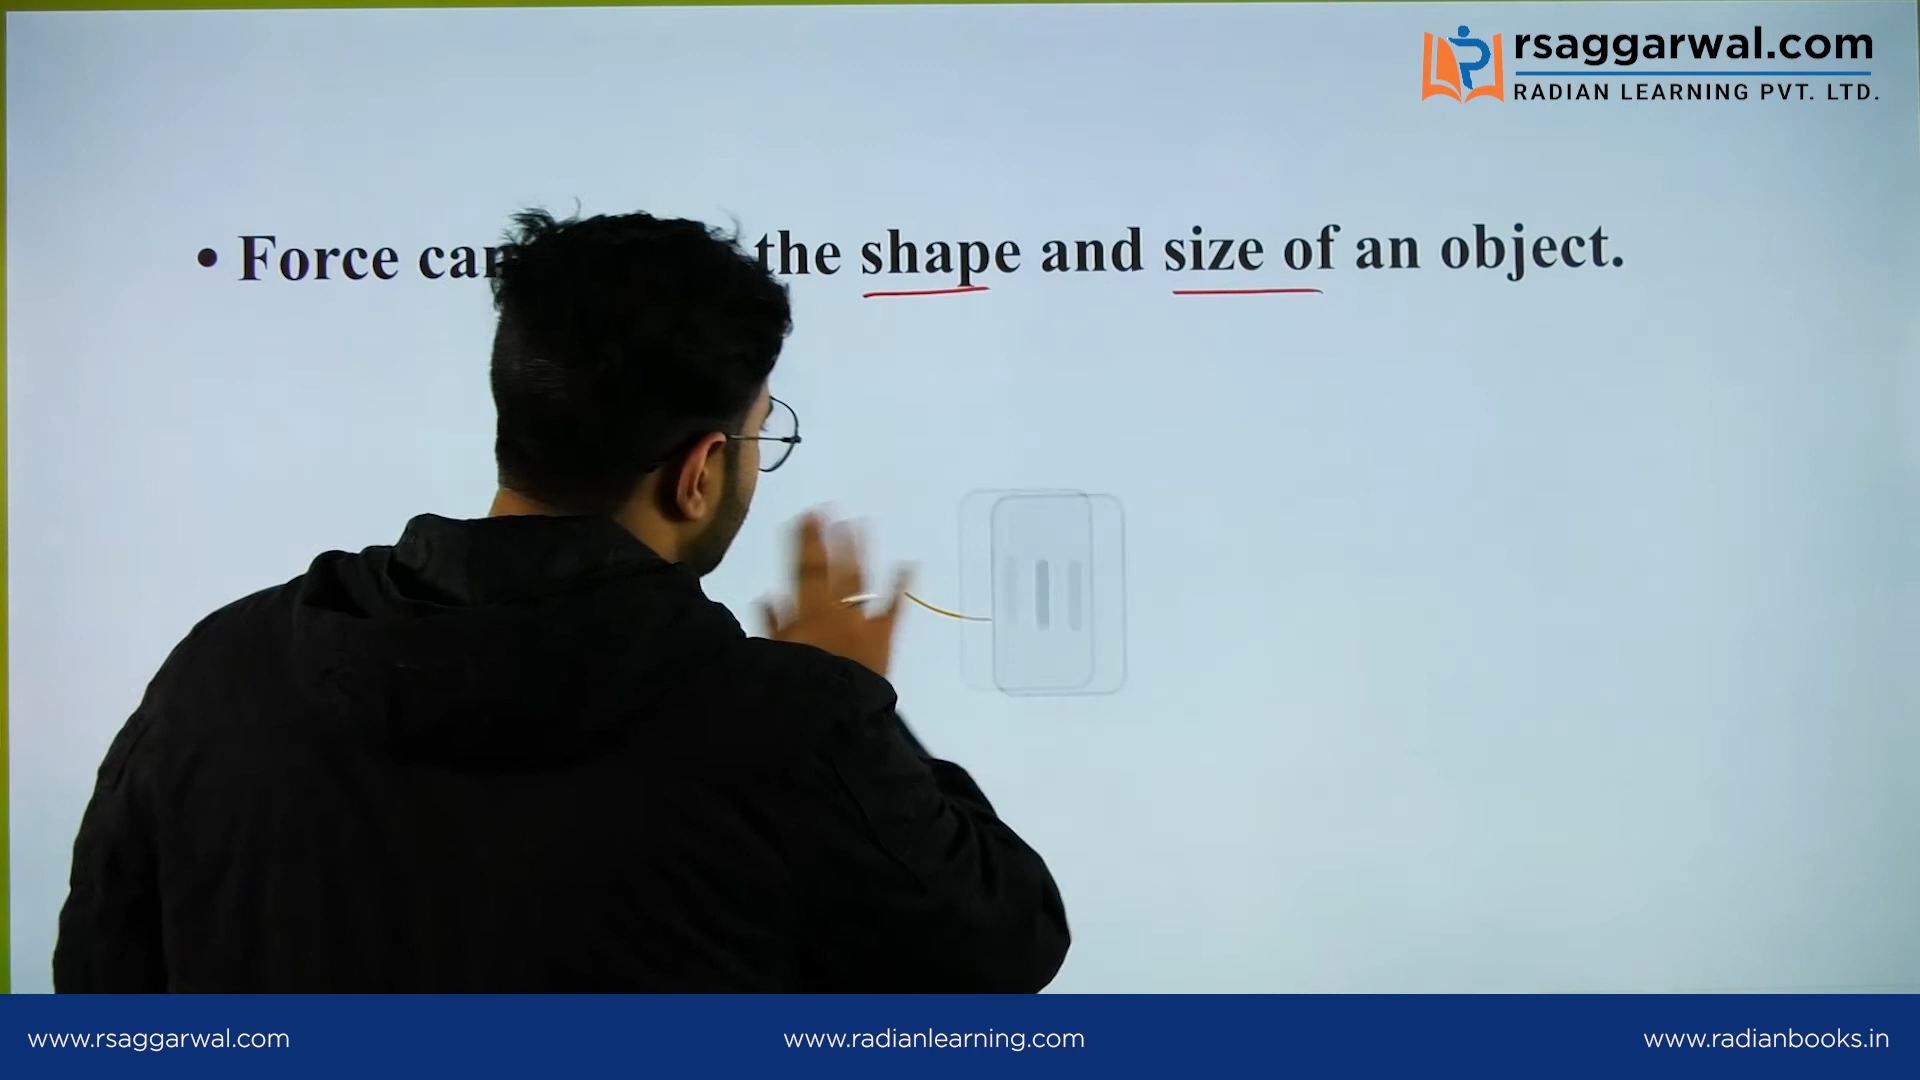 rsaggarwal.com
RADIAN LEARNING PVT. LTD.
• Force can the shape and size of an object.
www.rsaggarwal.com
www.radianlearning.com
www.radianbooks.in